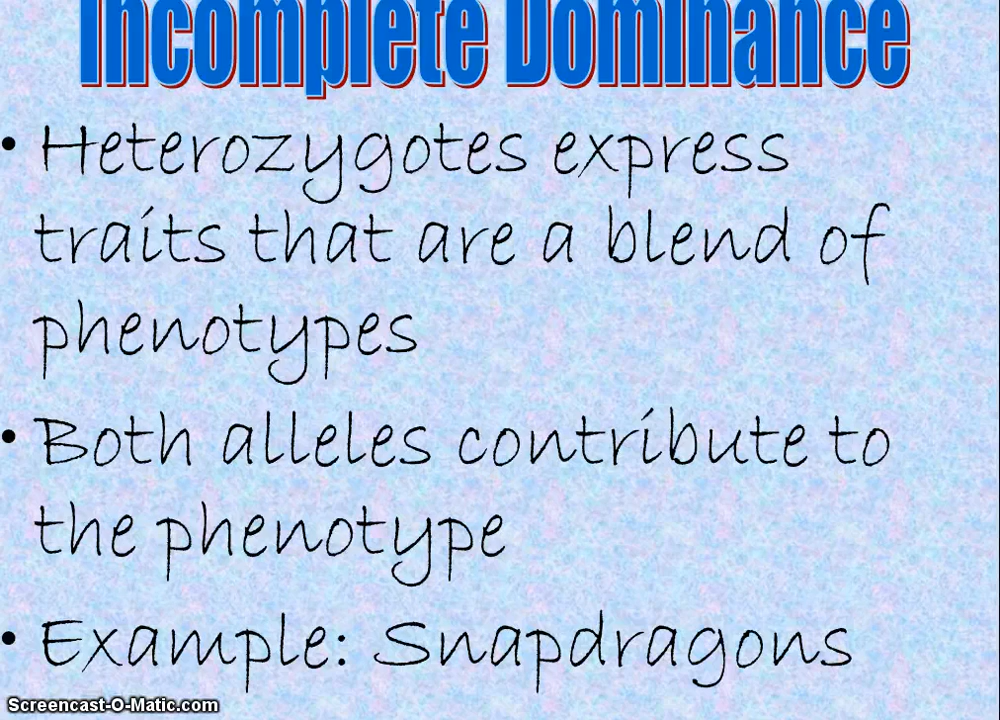 Incomplete Dominance
• Heterozygotes express
traits that are a blend of
phenotypes
• Both alleles contribute to
the phenotype
• Example: Snapdragons
Screencast-O-Matic.com